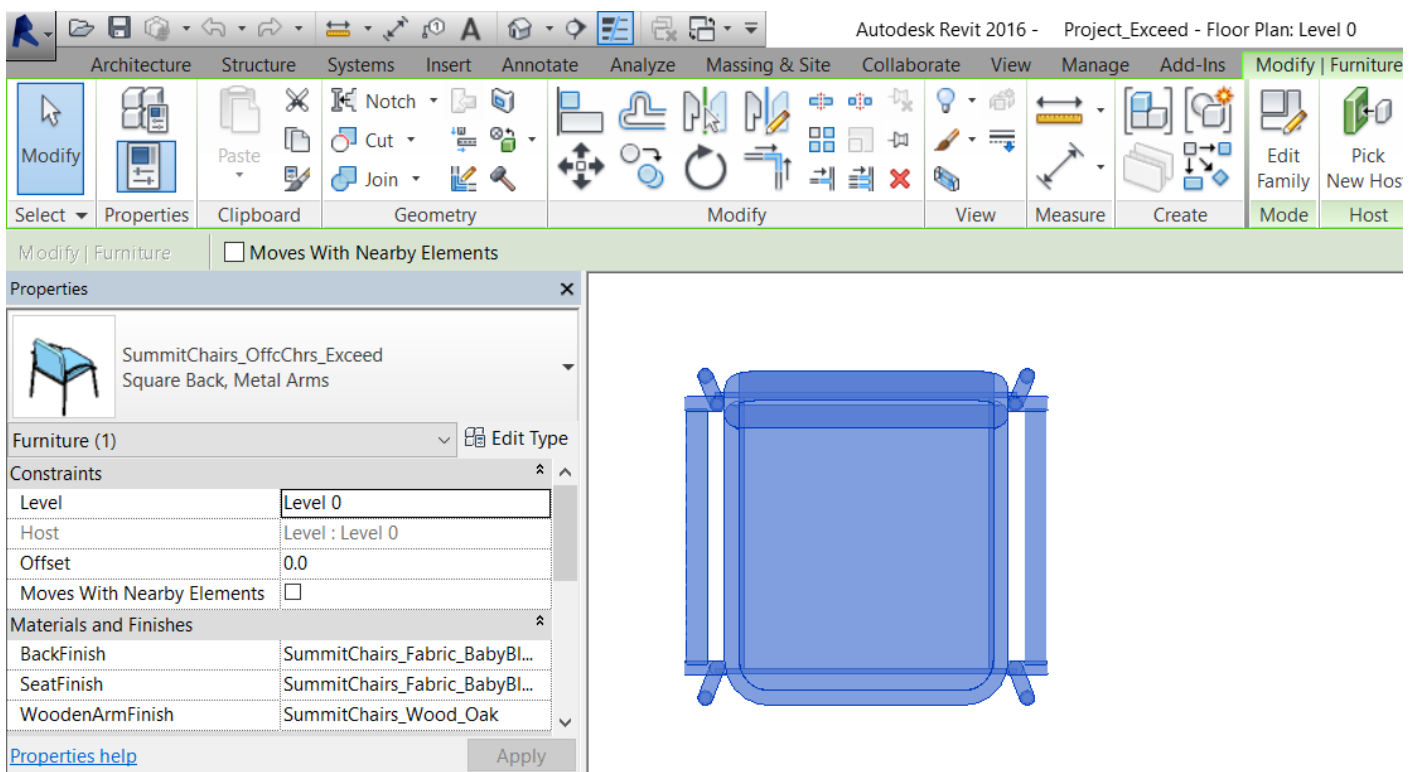 Autodesk Revit 2016 - Project_Exceed - Floor Plan: Level 0
Architecture Structure Systems Insert Annotate Analyze Massing & Site Collaborate View Manage Add-Ins Modify | Furniture
Modify Paste Notch Cut Join Edit Family Pick New Host
Select Properties Clipboard Geometry Modify View Measure Create Mode Host
Modify | Furniture Moves With Nearby Elements
Properties
SummitChairs_OffcChrs_Exceed
Square Back, Metal Arms
Furniture (1) Edit Type
Constraints
Level Level 0
Host Level : Level 0
Offset 0.0
Moves With Nearby Elements
Materials and Finishes
BackFinish SummitChairs_Fabric_BabyBl...
SeatFinish SummitChairs_Fabric_BabyBl...
WoodenArmFinish SummitChairs_Wood_Oak
Properties help Apply